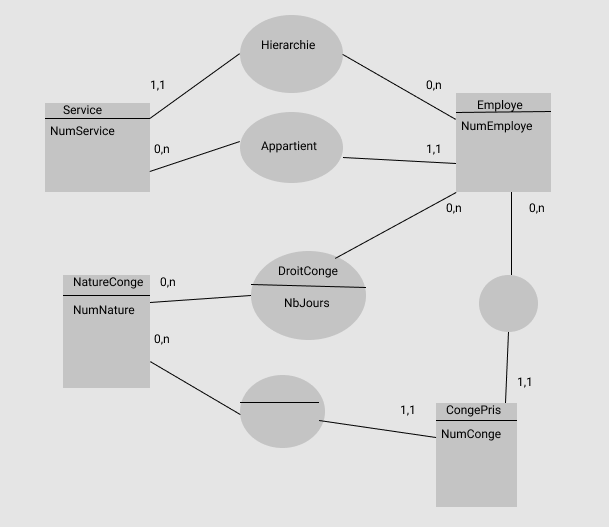 Hierarchie
1,1
0,n
Service
NumService
Employe
NumEmploye
0,n
Appartient
1,1
0,n
0,n
DroitConge
NbJours
NatureConge
NumNature
0,n
0,n
1,1
1,1
CongePris
NumConge